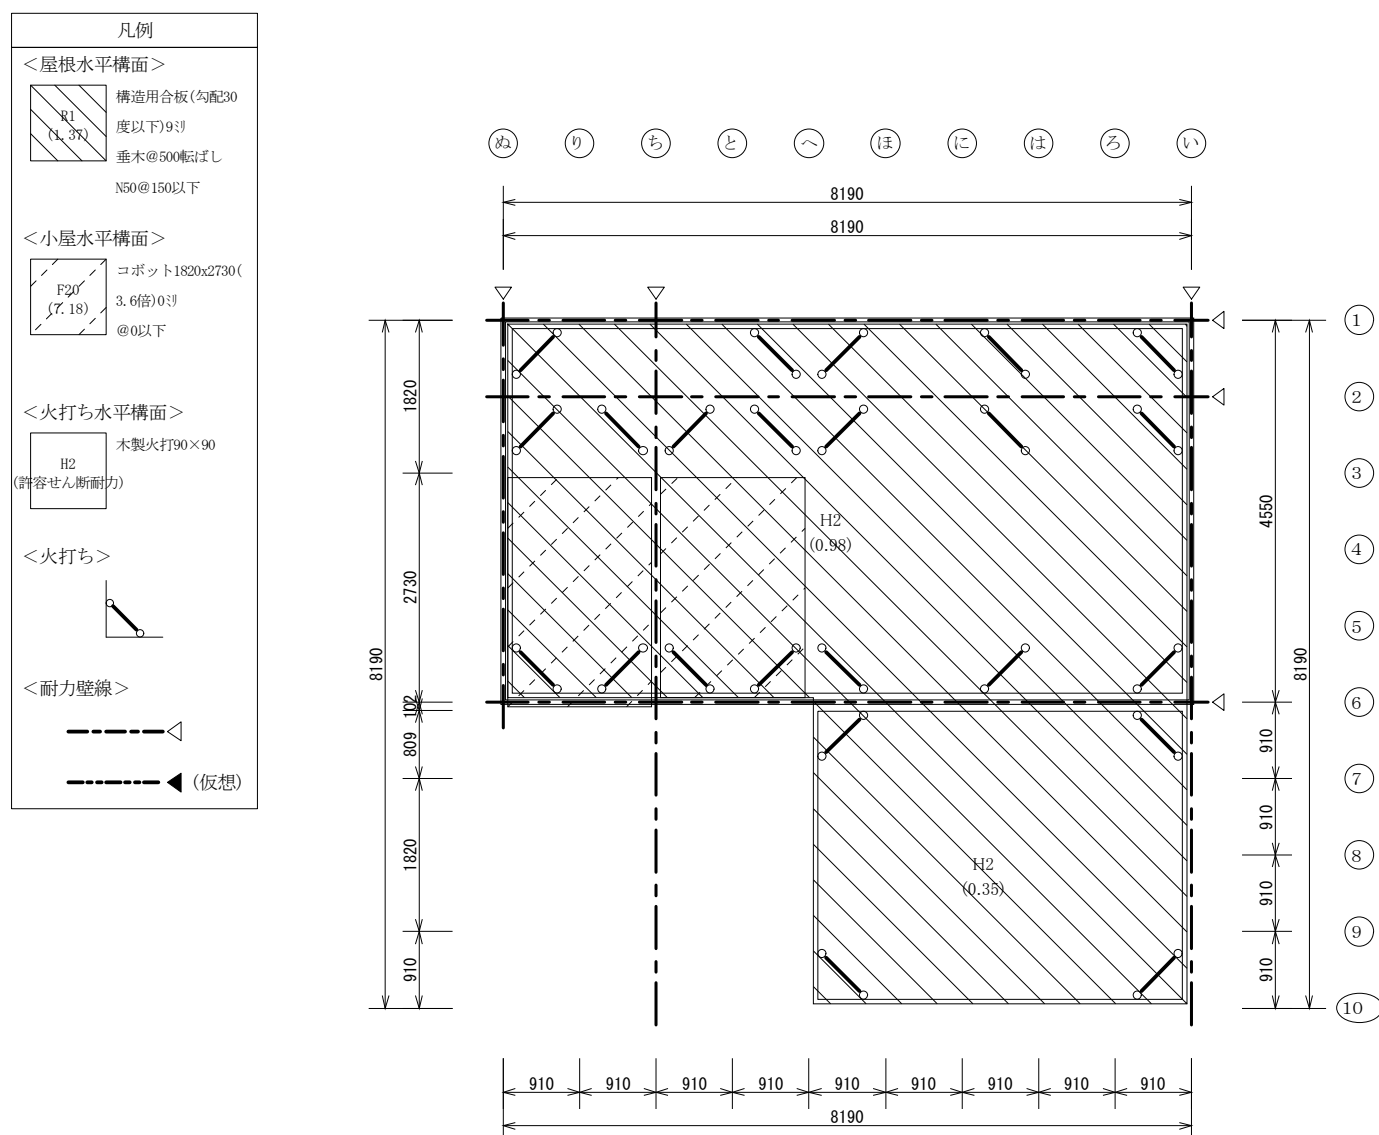 凡例
＜屋根水平構面＞
R1
(1.37)
構造用合板(勾配30
度以下)9ﾐﾘ
垂木@500転ばし
N50@150以下
＜小屋水平構面＞
F20
(7.18)
コボット1820x2730(
3.6倍)0ﾐﾘ
@0以下
＜火打ち水平構面＞
H2
(許容せん断耐力)
木製火打90×90
＜火打ち＞
＜耐力壁線＞
(仮想)
ぬ り ち と へ ほ に は ろ い
8190
8190
1
2
3
4
5
6
7
8
9
10
8190
1820
2730
102
809
1820
910
H2
(0.98)
H2
(0.35)
4550
910
910
910
910
8190
910 910 910 910 910 910 910 910 910
8190